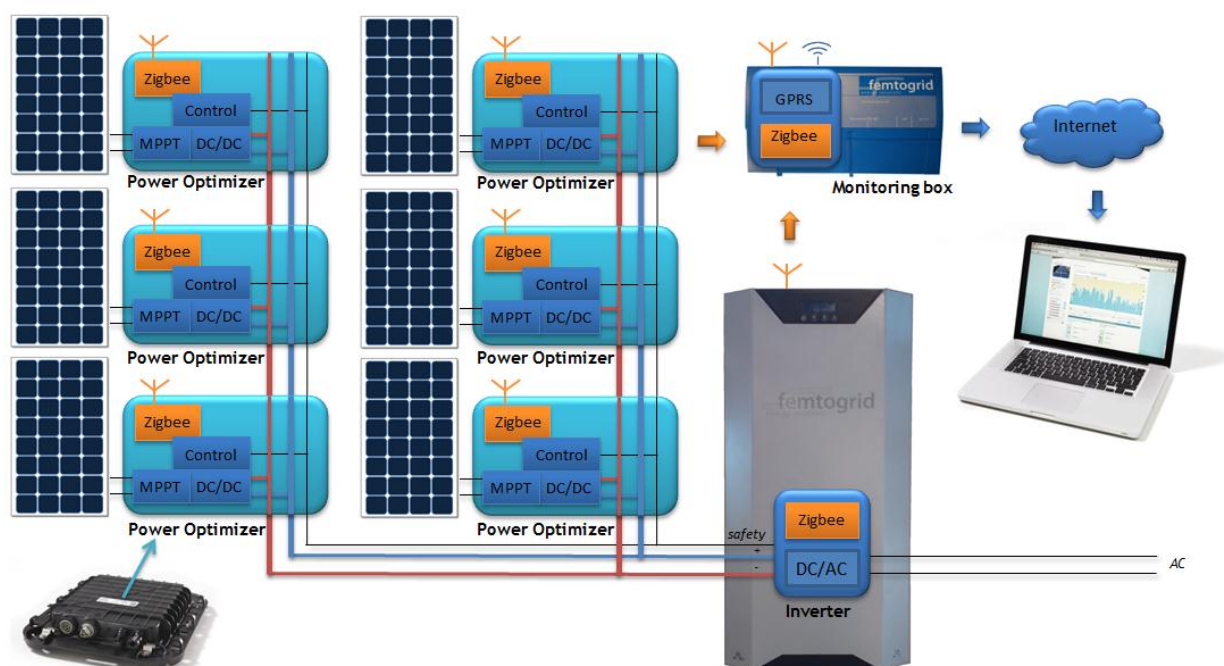 Zigbee
Control
MPPT DC/DC
Power Optimizer
Zigbee
Control
MPPT DC/DC
Power Optimizer
Zigbee
Control
MPPT DC/DC
Power Optimizer
Zigbee
Control
MPPT DC/DC
Power Optimizer
Zigbee
Control
MPPT DC/DC
Power Optimizer
Zigbee
Control
MPPT DC/DC
Power Optimizer
femtogrid
GPRS
Zigbee
Monitoring box
Internet
femtogrid
safety
+
-
Zigbee
DC/AC
Inverter
AC